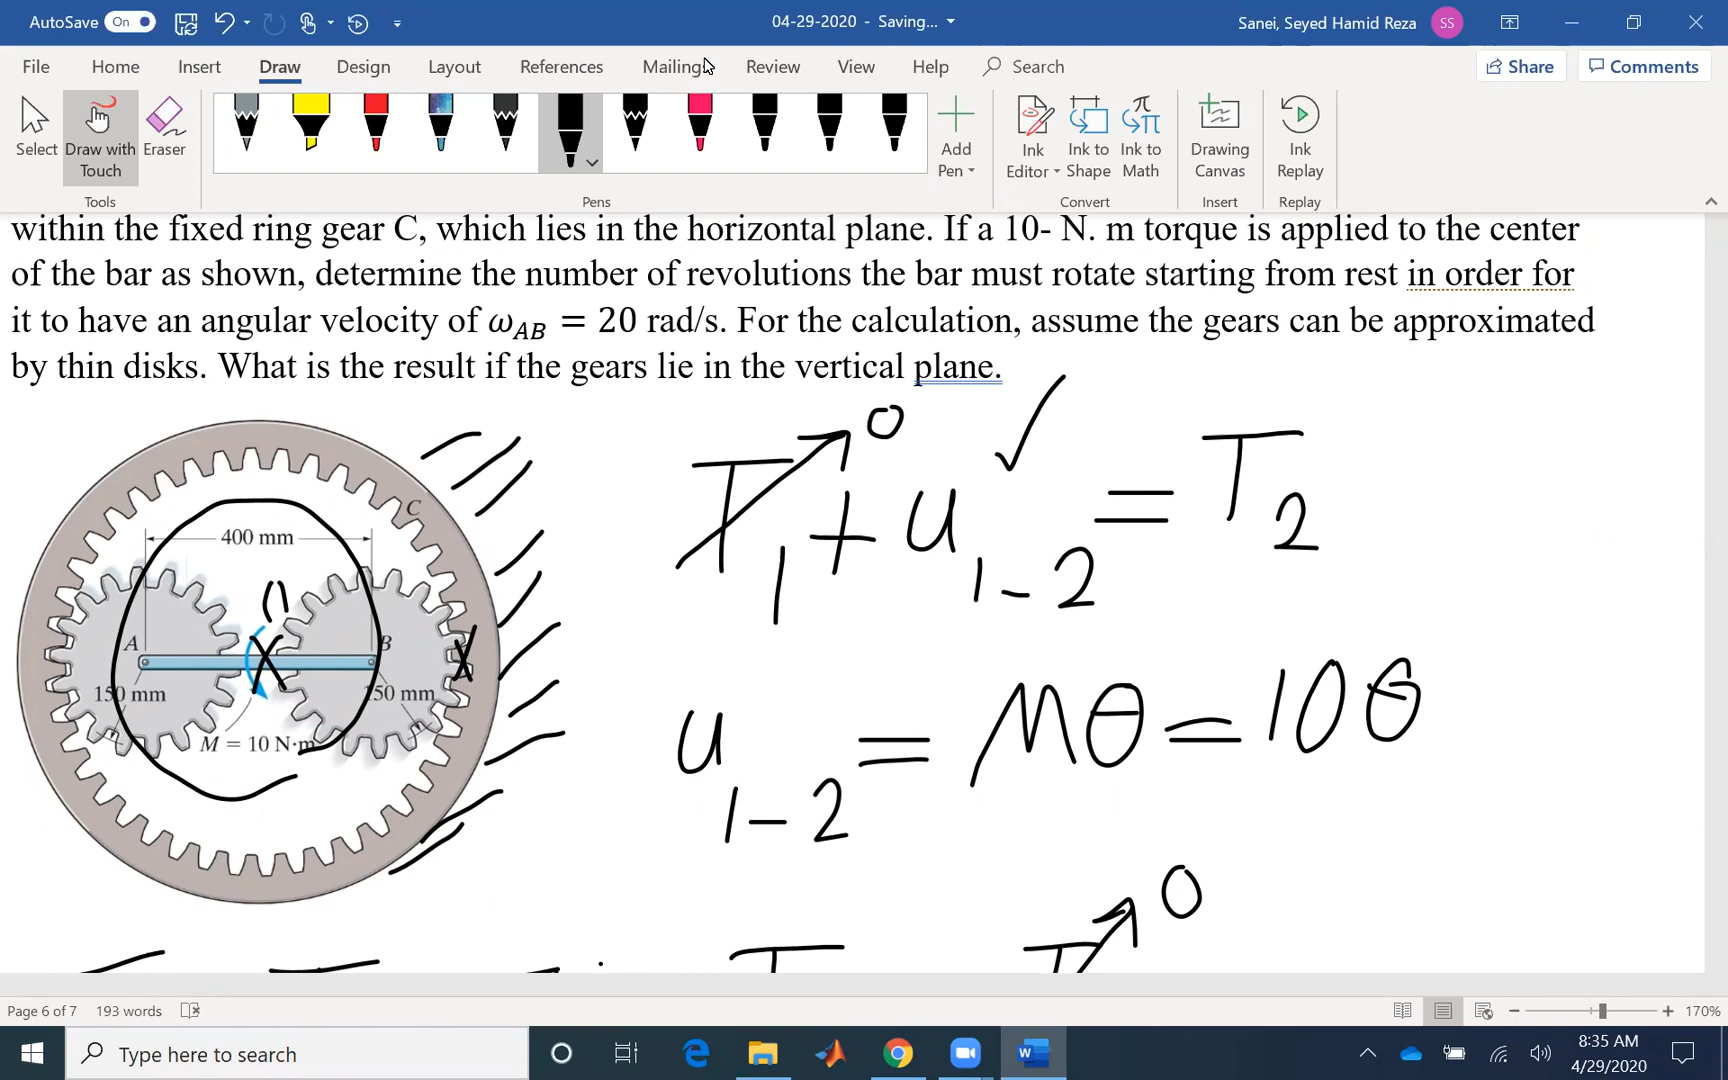 AutoSave On 04-29-2020 - Saving... Sanei, Seyed Hamid Reza SS
File Home Insert Draw Design Layout References Mailings Review View Help Search Share Comments
Select Draw with Touch Eraser Add Pen Ink Editor Ink to Shape Ink to Math Drawing Canvas Ink Replay
Tools Pens Convert Insert Replay
within the fixed ring gear C, which lies in the horizontal plane. If a 10- N. m torque is applied to the center
of the bar as shown, determine the number of revolutions the bar must rotate starting from rest in order for
it to have an angular velocity of ω_AB = 20 rad/s. For the calculation, assume the gears can be approximated
by thin disks. What is the result if the gears lie in the vertical plane.
T1 → 0 + u1-2 ✓ = T2
C
400 mm
A B
150 mm 150 mm
M = 10 N·m
u1-2 = Mθ = 10θ
0
Page 6 of 7 193 words 170%
Type here to search 8:35 AM
4/29/2020